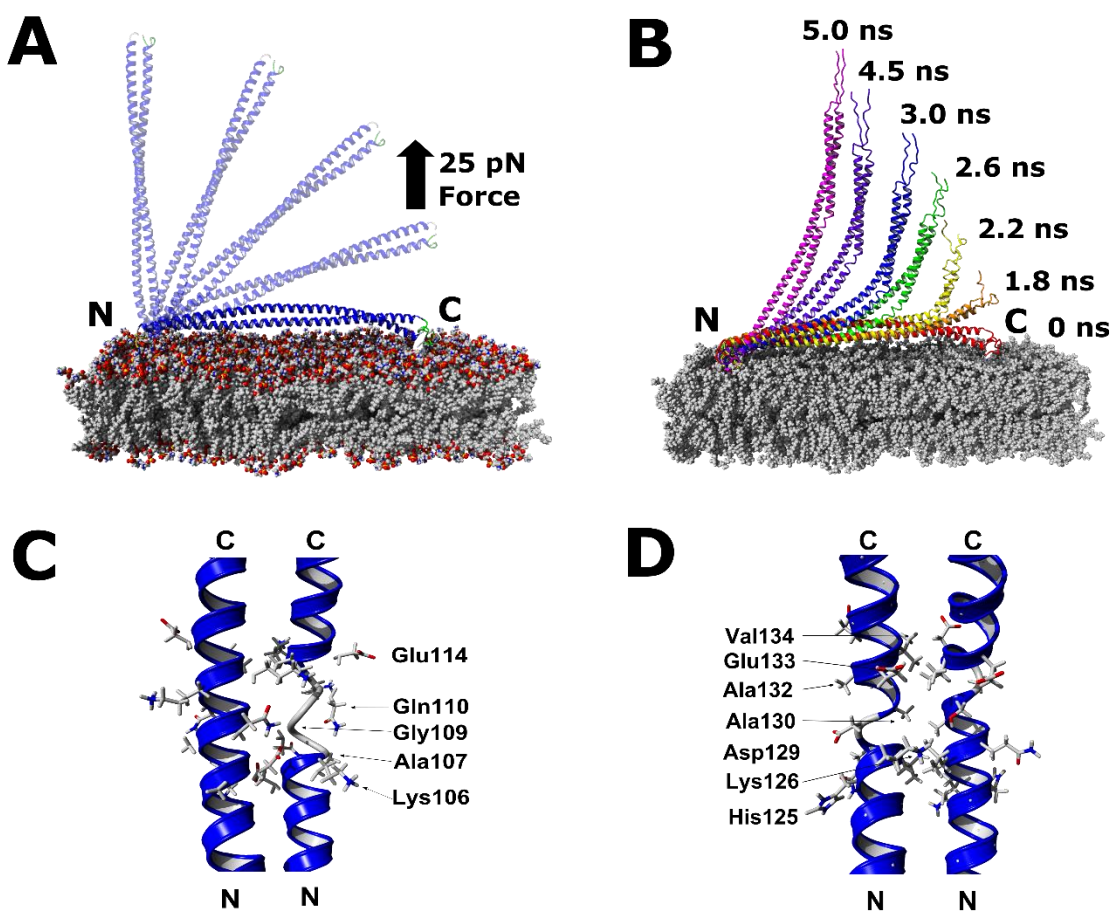 A
25 pN
Force
N
C
B
5.0 ns
4.5 ns
3.0 ns
2.6 ns
2.2 ns
1.8 ns
N
C
0 ns
C
C
C
Glu114
Gln110
Gly109
Ala107
Lys106
N
N
D
C
C
Val134
Glu133
Ala132
Ala130
Asp129
Lys126
His125
N
N